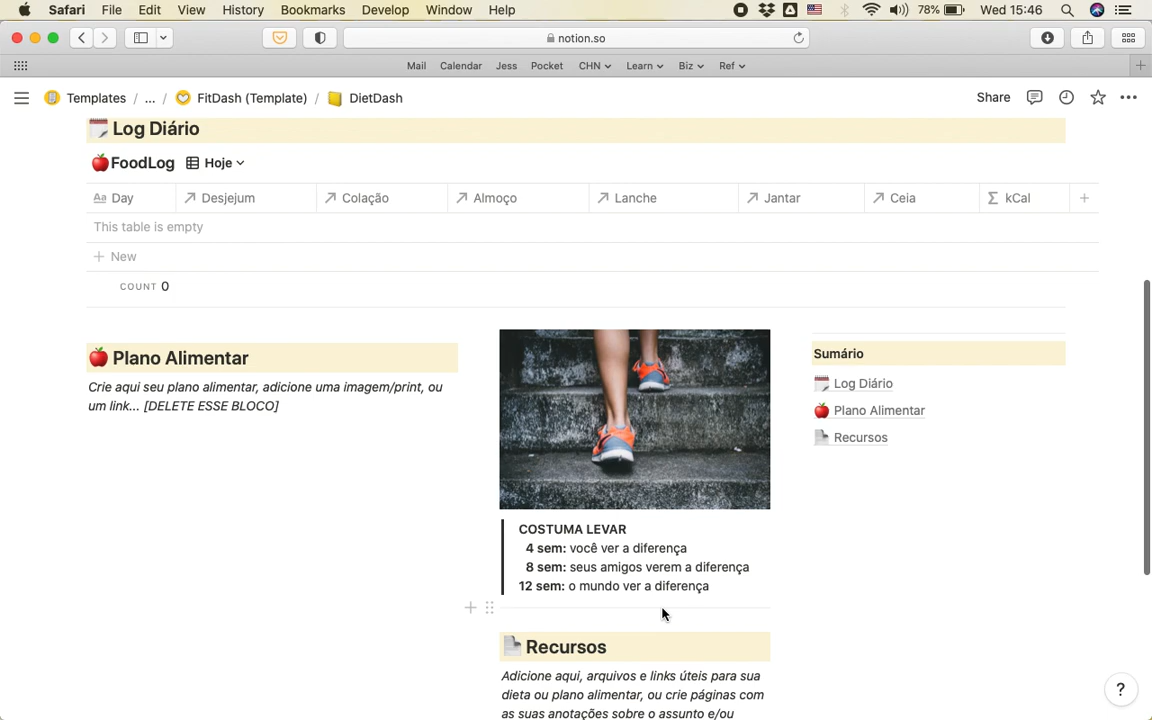 Safari File Edit View History Bookmarks Develop Window Help 78% Wed 15:46
notion.so
Mail Calendar Jess Pocket CHN Learn Biz Ref
Templates / ... / FitDash (Template) / DietDash Share
Log Diário
FoodLog Hoje
Aa Day Desjejum Colação Almoço Lanche Jantar Ceia Σ kCal +
This table is empty
+ New
COUNT 0
Plano Alimentar
Crie aqui seu plano alimentar, adicione uma imagem/print, ou
um link... [DELETE ESSE BLOCO]
COSTUMA LEVAR
4 sem: você ver a diferença
8 sem: seus amigos verem a diferença
12 sem: o mundo ver a diferença
Recursos
Adicione aqui, arquivos e links úteis para sua
dieta ou plano alimentar, ou crie páginas com
as suas anotações sobre o assunto e/ou
Sumário
Log Diário
Plano Alimentar
Recursos
?